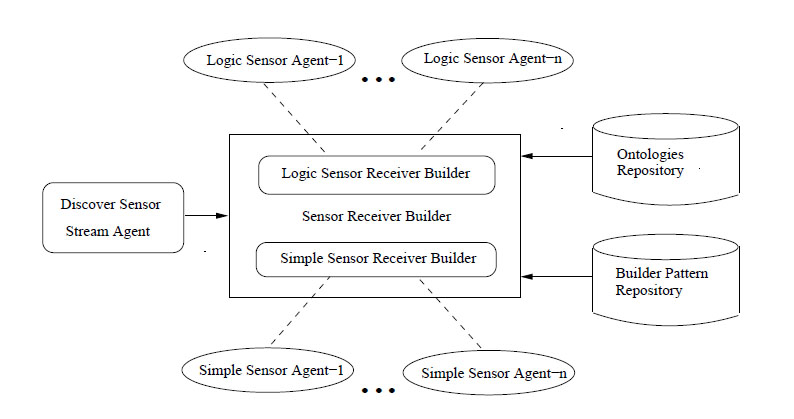 Logic Sensor Agent−1
Logic Sensor Agent−n
Logic Sensor Receiver Builder
Ontologies
Repository
Discover Sensor
Stream Agent
Sensor Receiver Builder
Simple Sensor Receiver Builder
Builder Pattern
Repository
Simple Sensor Agent−1
Simple Sensor Agent−n